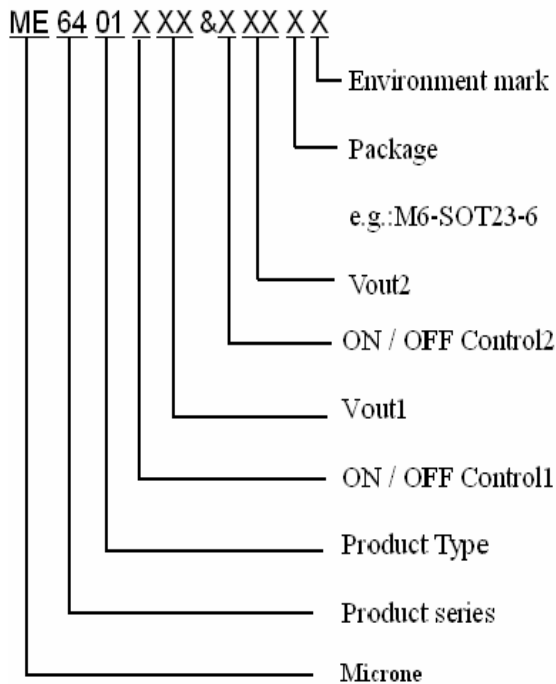 ME 64 01 X XX &X XX X X
Environment mark
Package
e.g.:M6-SOT23-6
Vout2
ON / OFF Control2
Vout1
ON / OFF Control1
Product Type
Product series
Microne